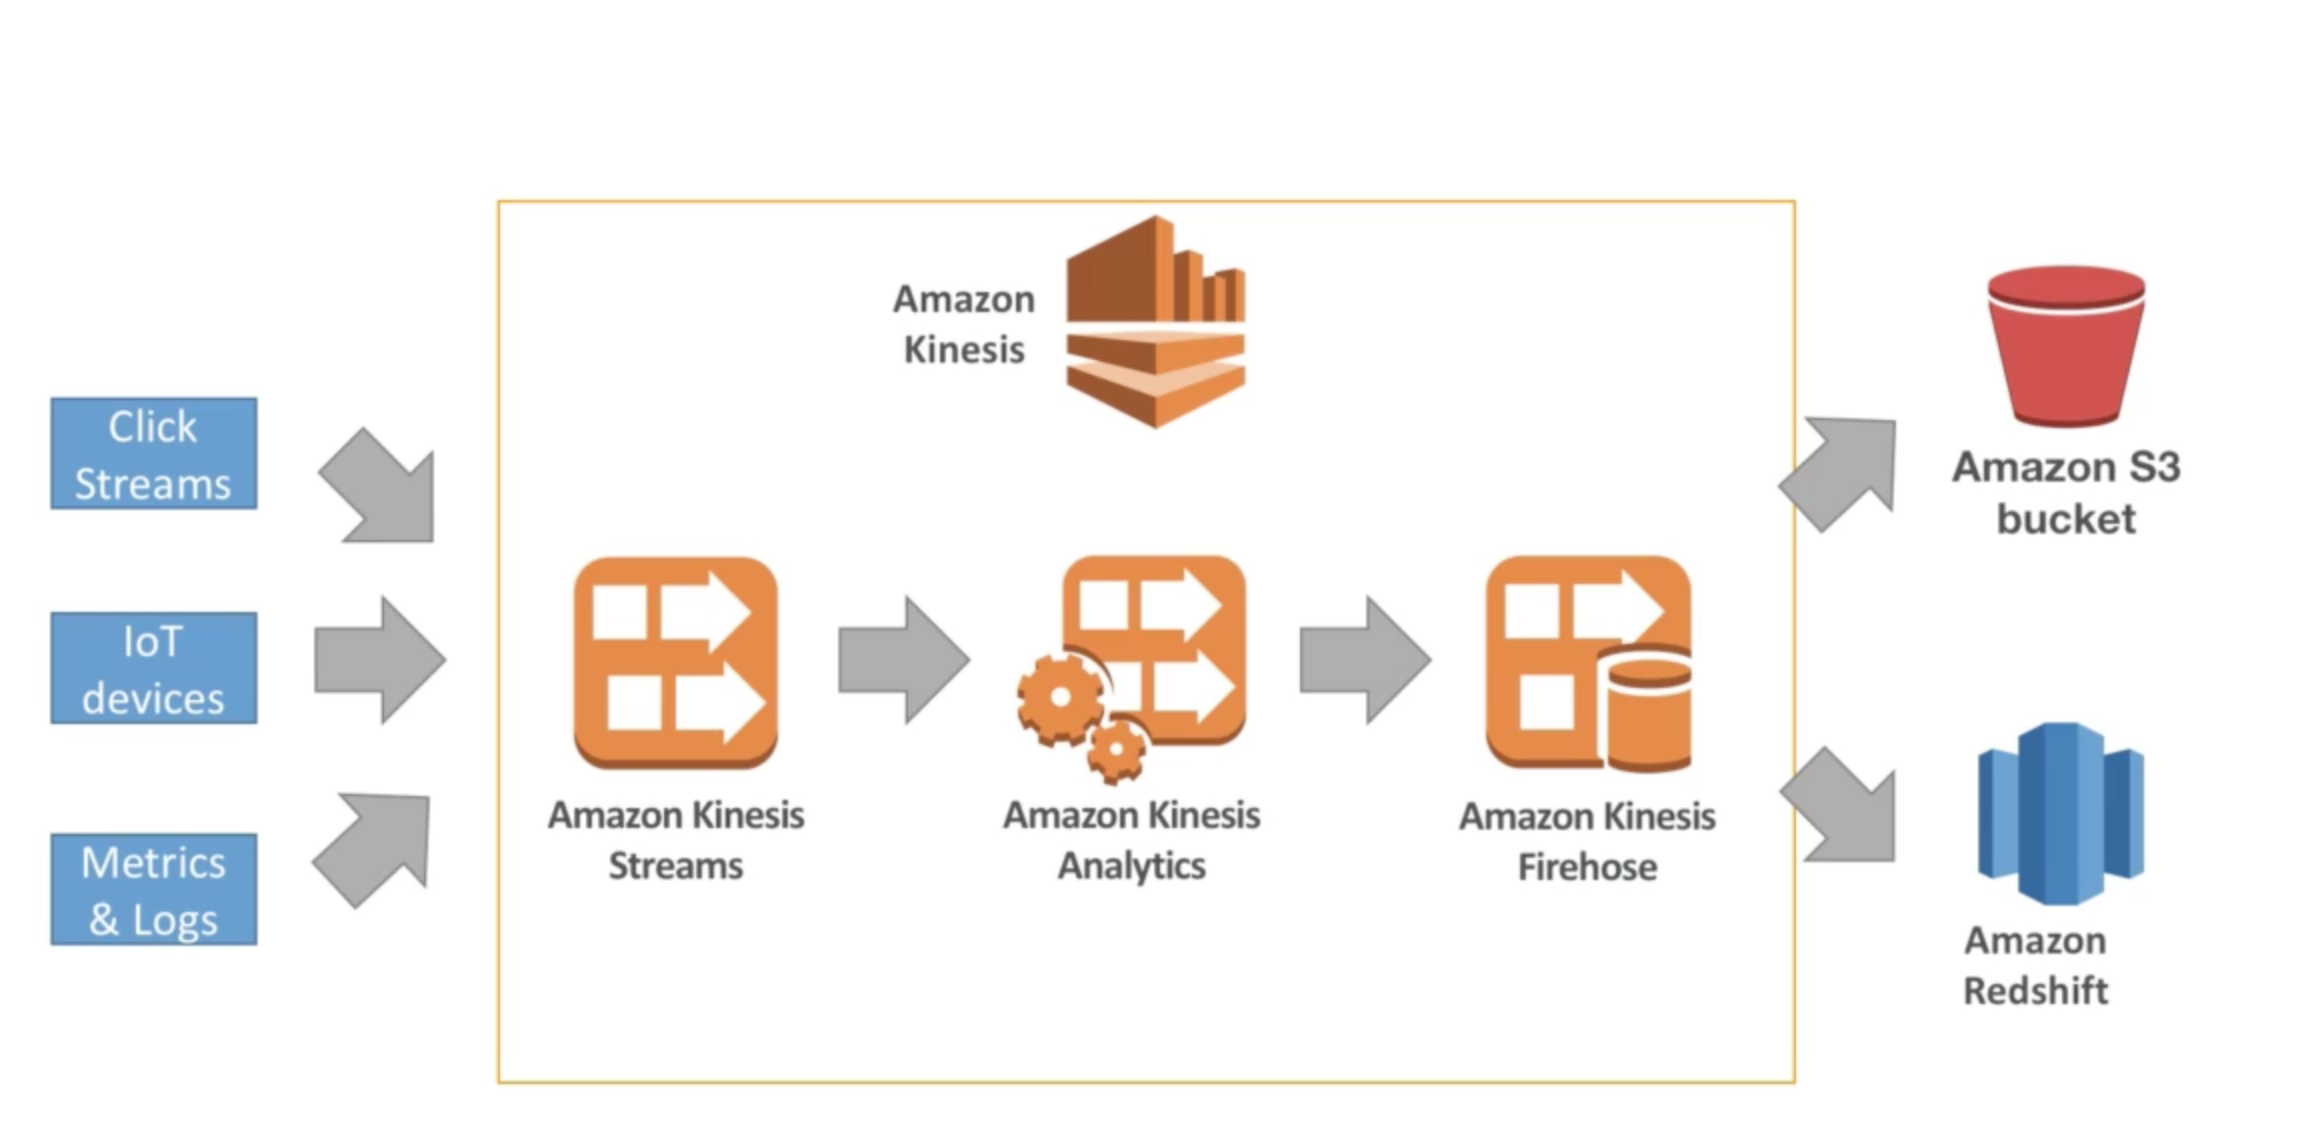 Amazon
Kinesis
Click
Streams
IoT
devices
Metrics
& Logs
Amazon Kinesis
Streams
Amazon Kinesis
Analytics
Amazon Kinesis
Firehose
Amazon S3
bucket
Amazon
Redshift